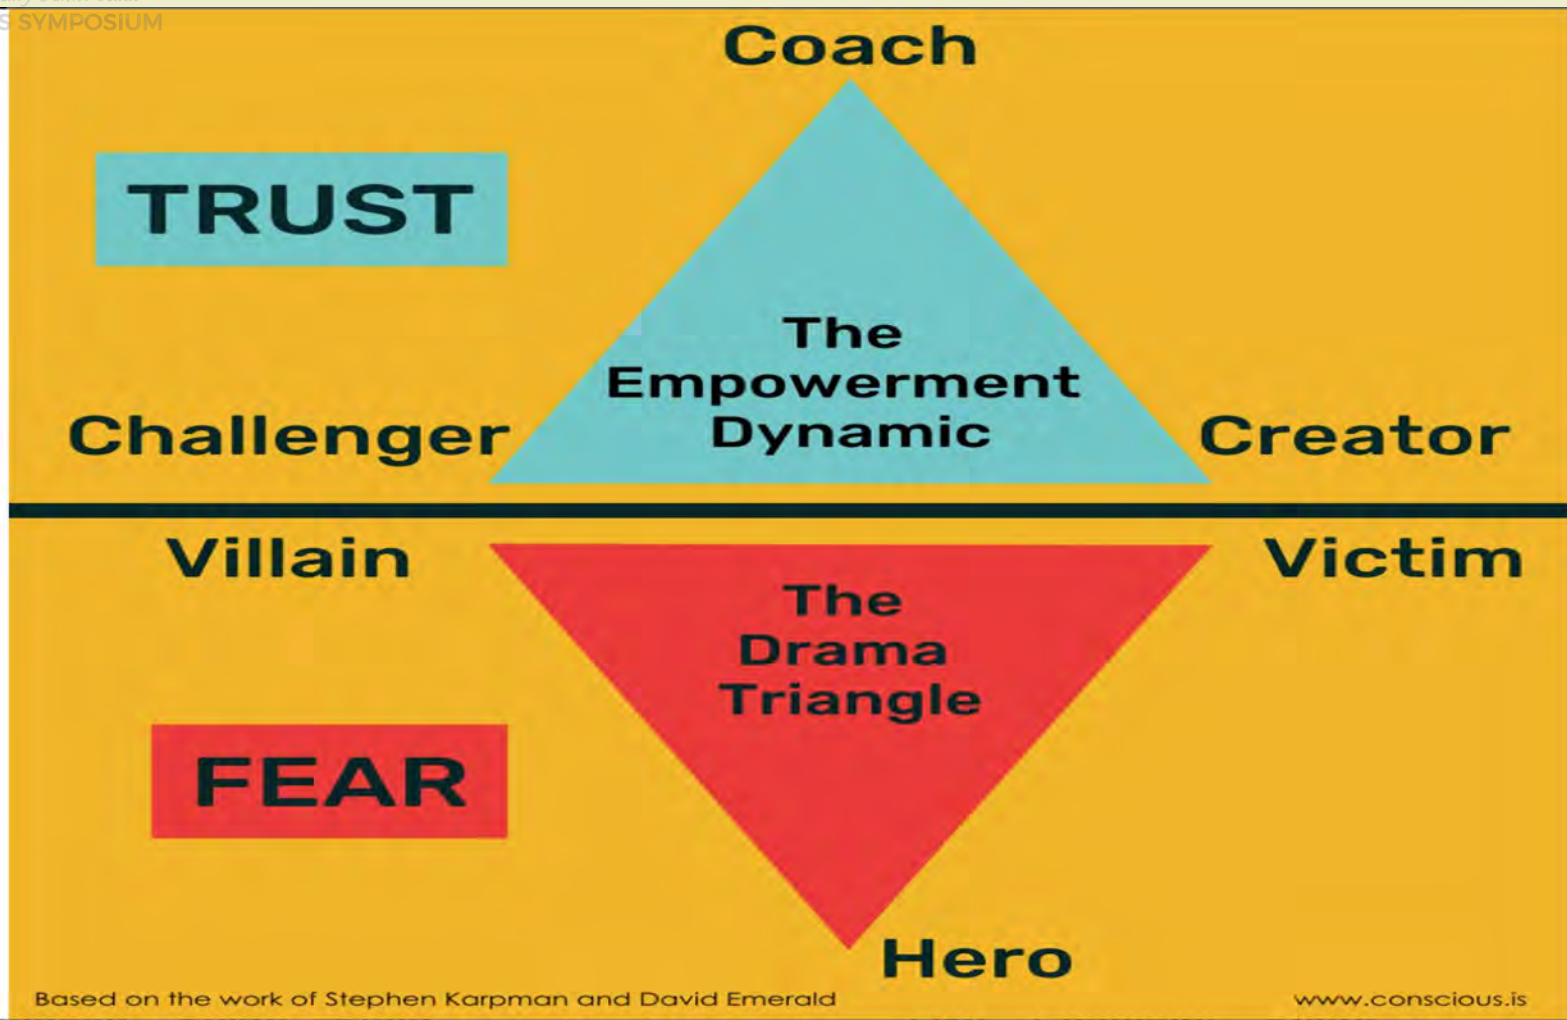 S SYMPOSIUM
Coach
TRUST
The
Empowerment
Dynamic
Challenger
Creator
Villain
Victim
The
Drama
Triangle
FEAR
Hero
Based on the work of Stephen Karpman and David Emerald
www.conscious.is